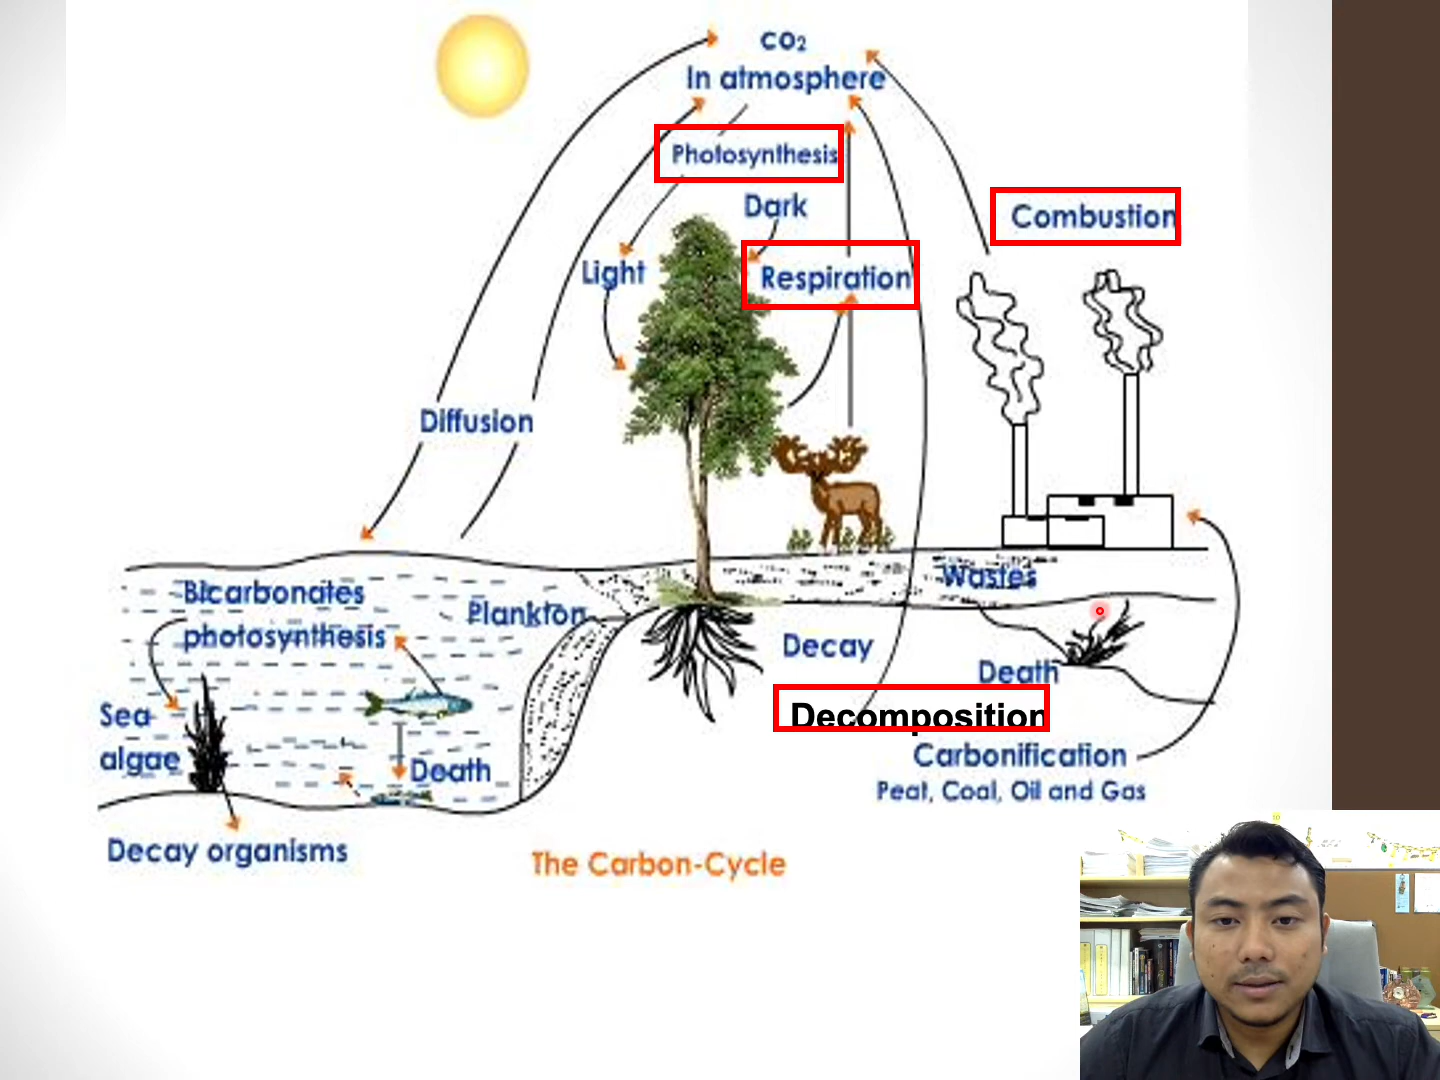 CO₂
In atmosphere
Photosynthesis
Dark
Combustion
Light
Respiration
Diffusion
Wastes
Bicarbonates
photosynthesis
Plankton
Decay
Death
Sea
algae
Decomposition
Death
Carbonification
Peat, Coal, Oil and Gas
Decay organisms
The Carbon-Cycle